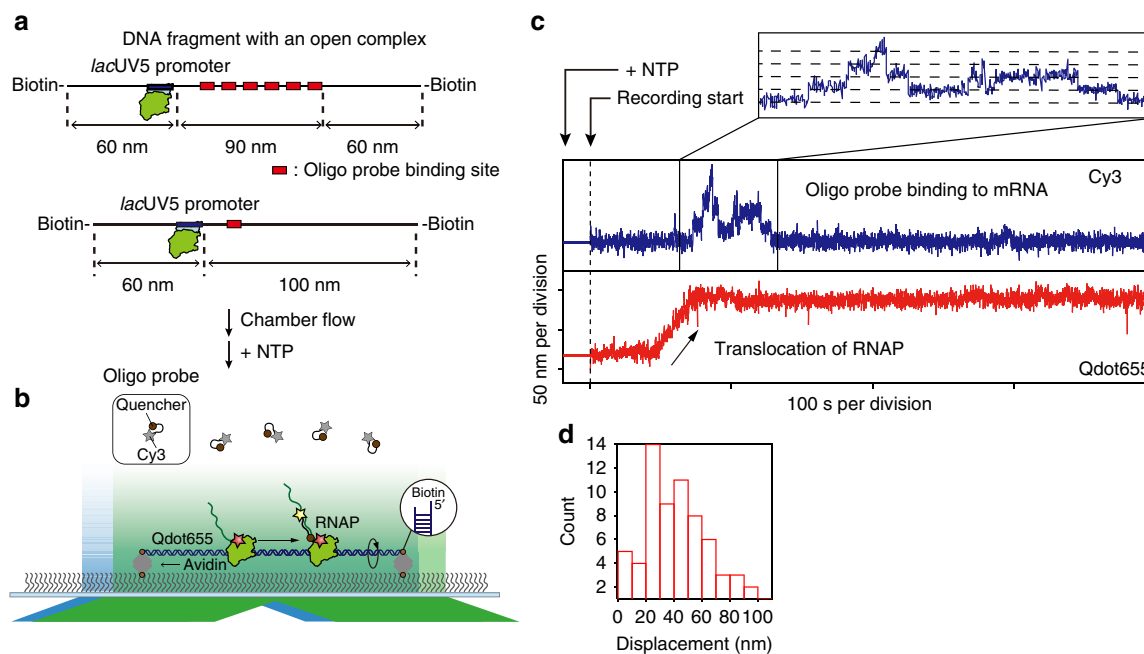 a
DNA fragment with an open complex
lacUV5 promoter
Biotin- -Biotin
60 nm 90 nm 60 nm
: Oligo probe binding site
lacUV5 promoter
Biotin- -Biotin
60 nm 100 nm
Chamber flow
+ NTP
b
Oligo probe
Quencher
Cy3
Biotin
5′
RNAP
Qdot655
Avidin
c
+ NTP
Recording start
Cy3
Oligo probe binding to mRNA
50 nm per division
Translocation of RNAP
Qdot655
100 s per division
d
14
12
10
8
6
4
2
Count
0 20 40 60 80 100
Displacement (nm)